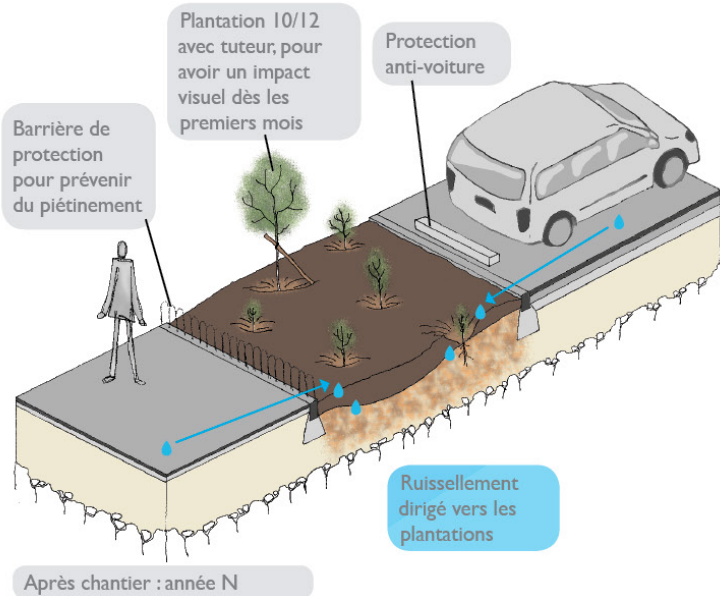 Plantation 10/12
avec tuteur, pour
avoir un impact
visuel dès les
premiers mois
Protection
anti-voiture
Barrière de
protection
pour prévenir
du piétinement
Ruissellement
dirigé vers les
plantations
Après chantier : année N